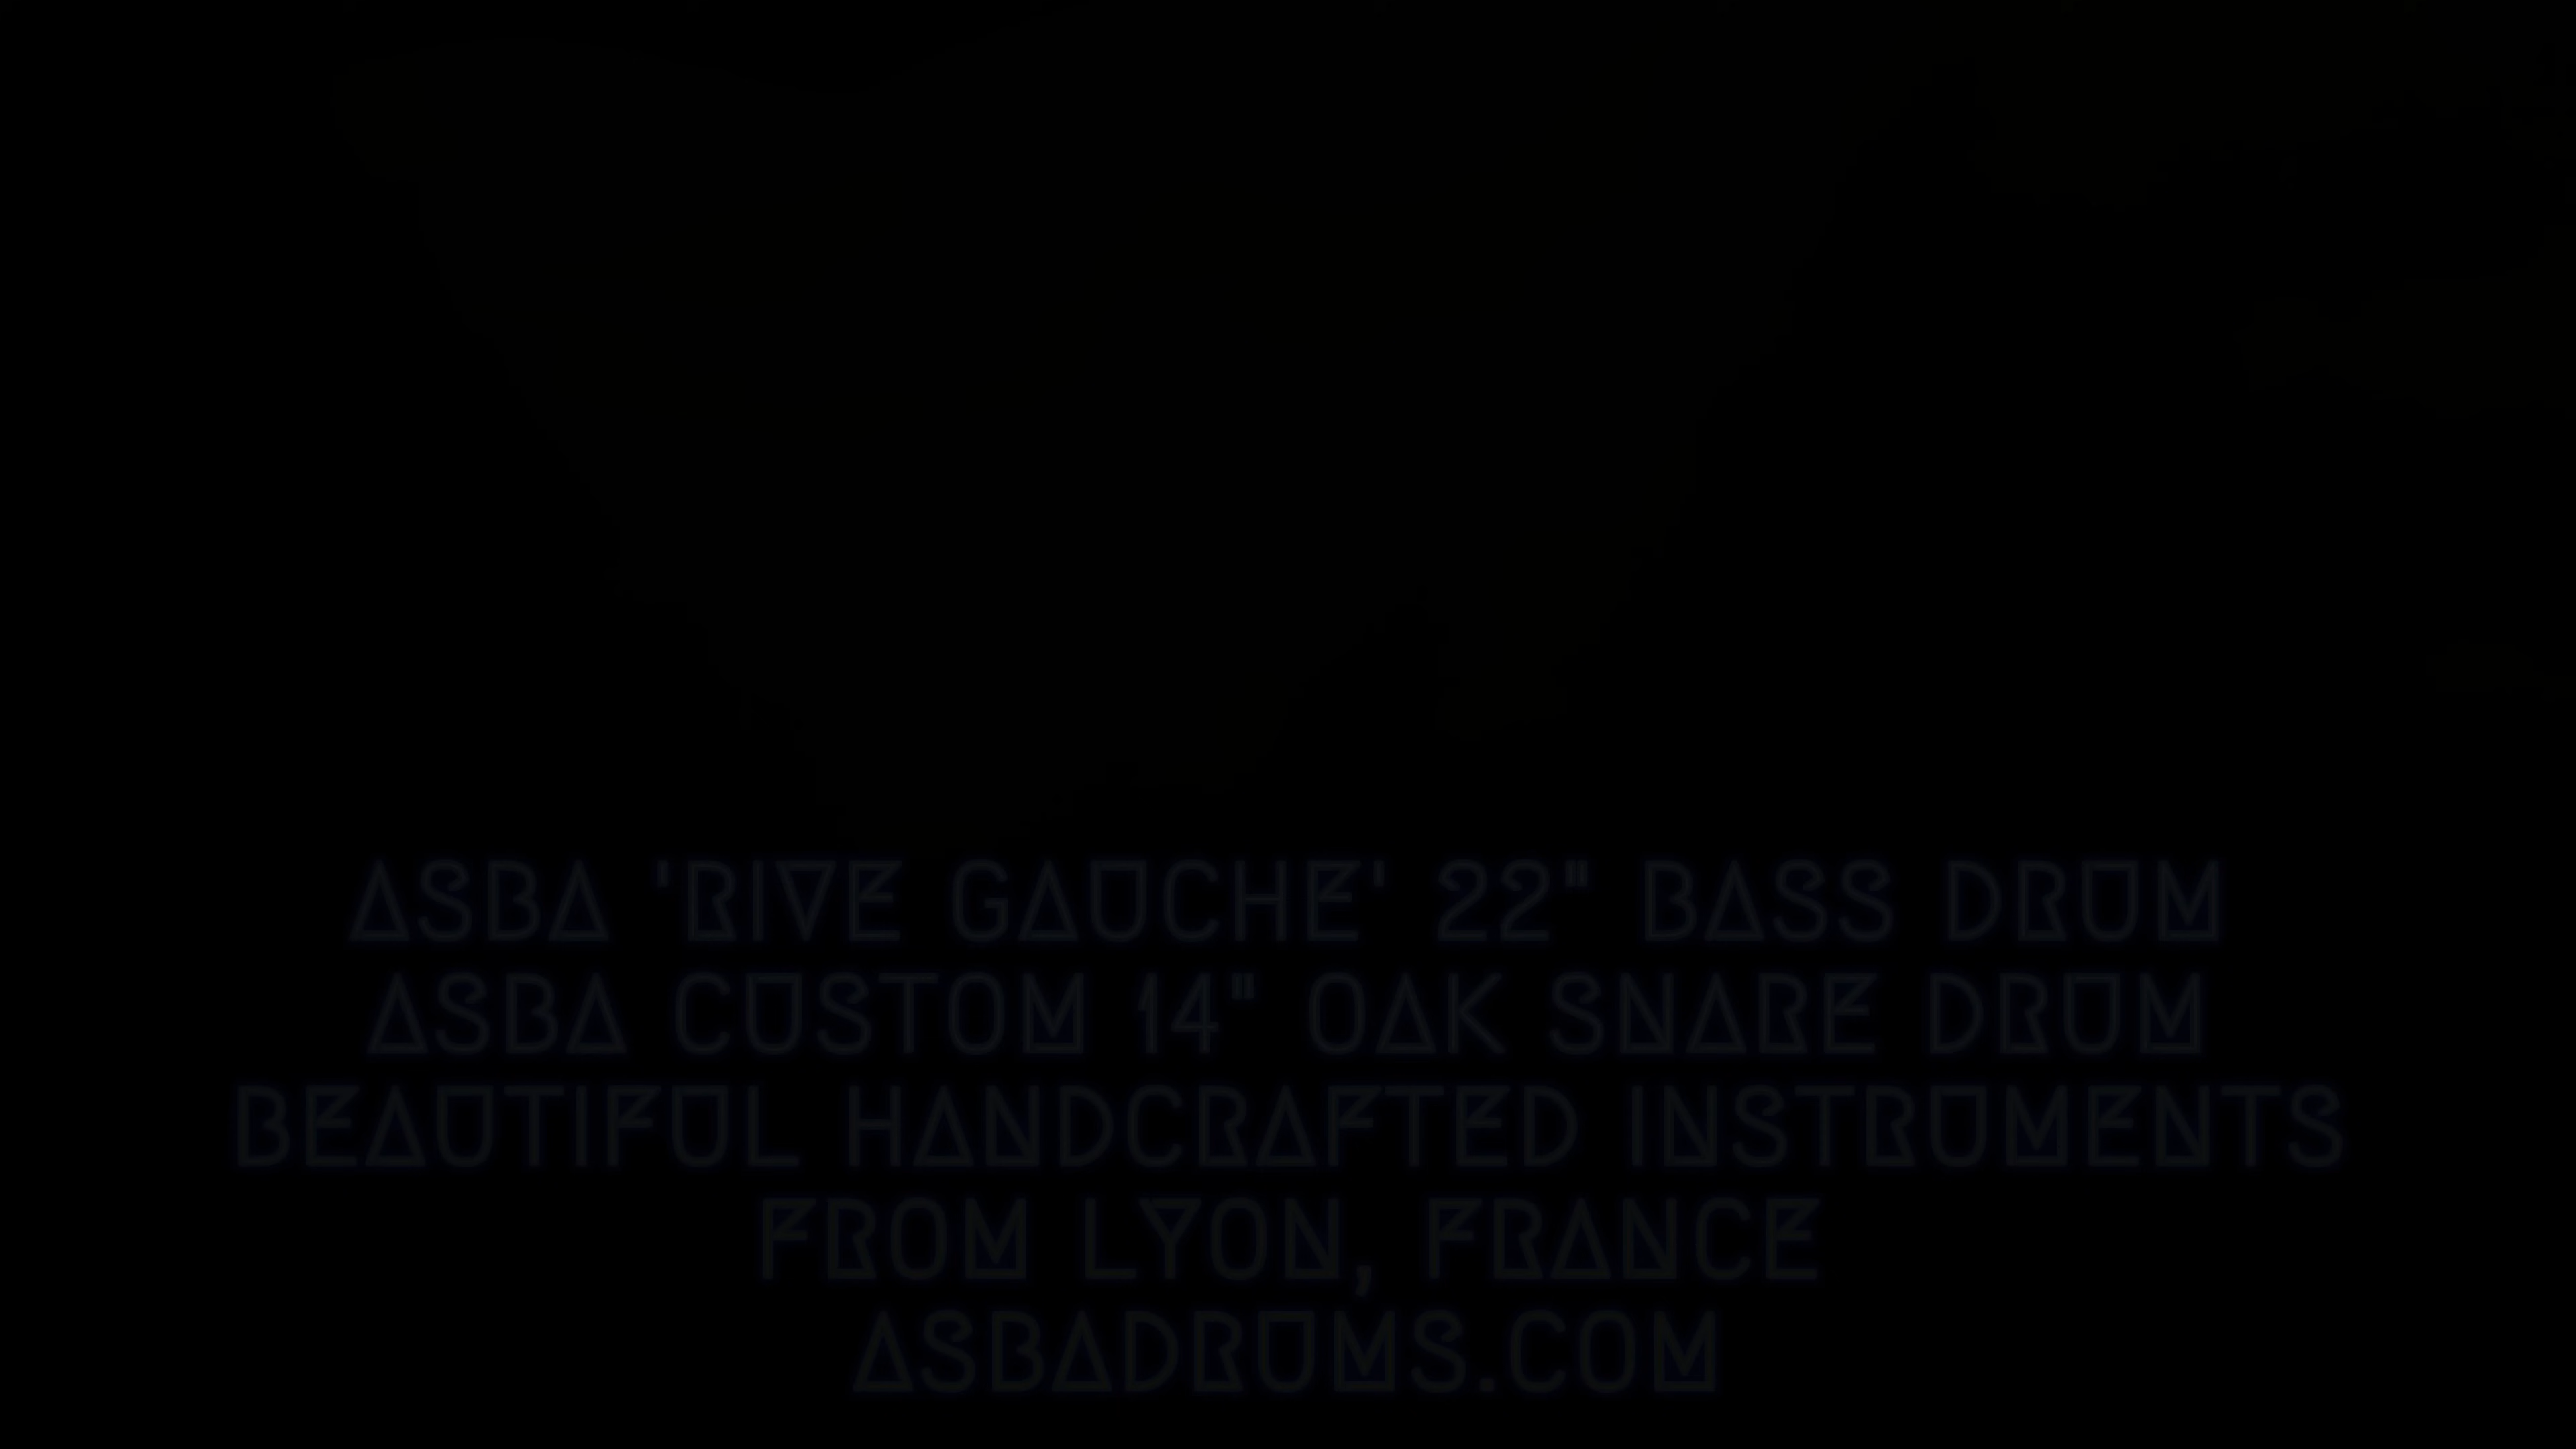 ASBA 'RIVE GAUCHE' 22" BASS DRUM
ASBA CUSTOM 14" OAK SNARE DRUM
BEAUTIFUL HANDCRAFTED INSTRUMENTS
FROM LYON, FRANCE
ASBADRUMS.COM